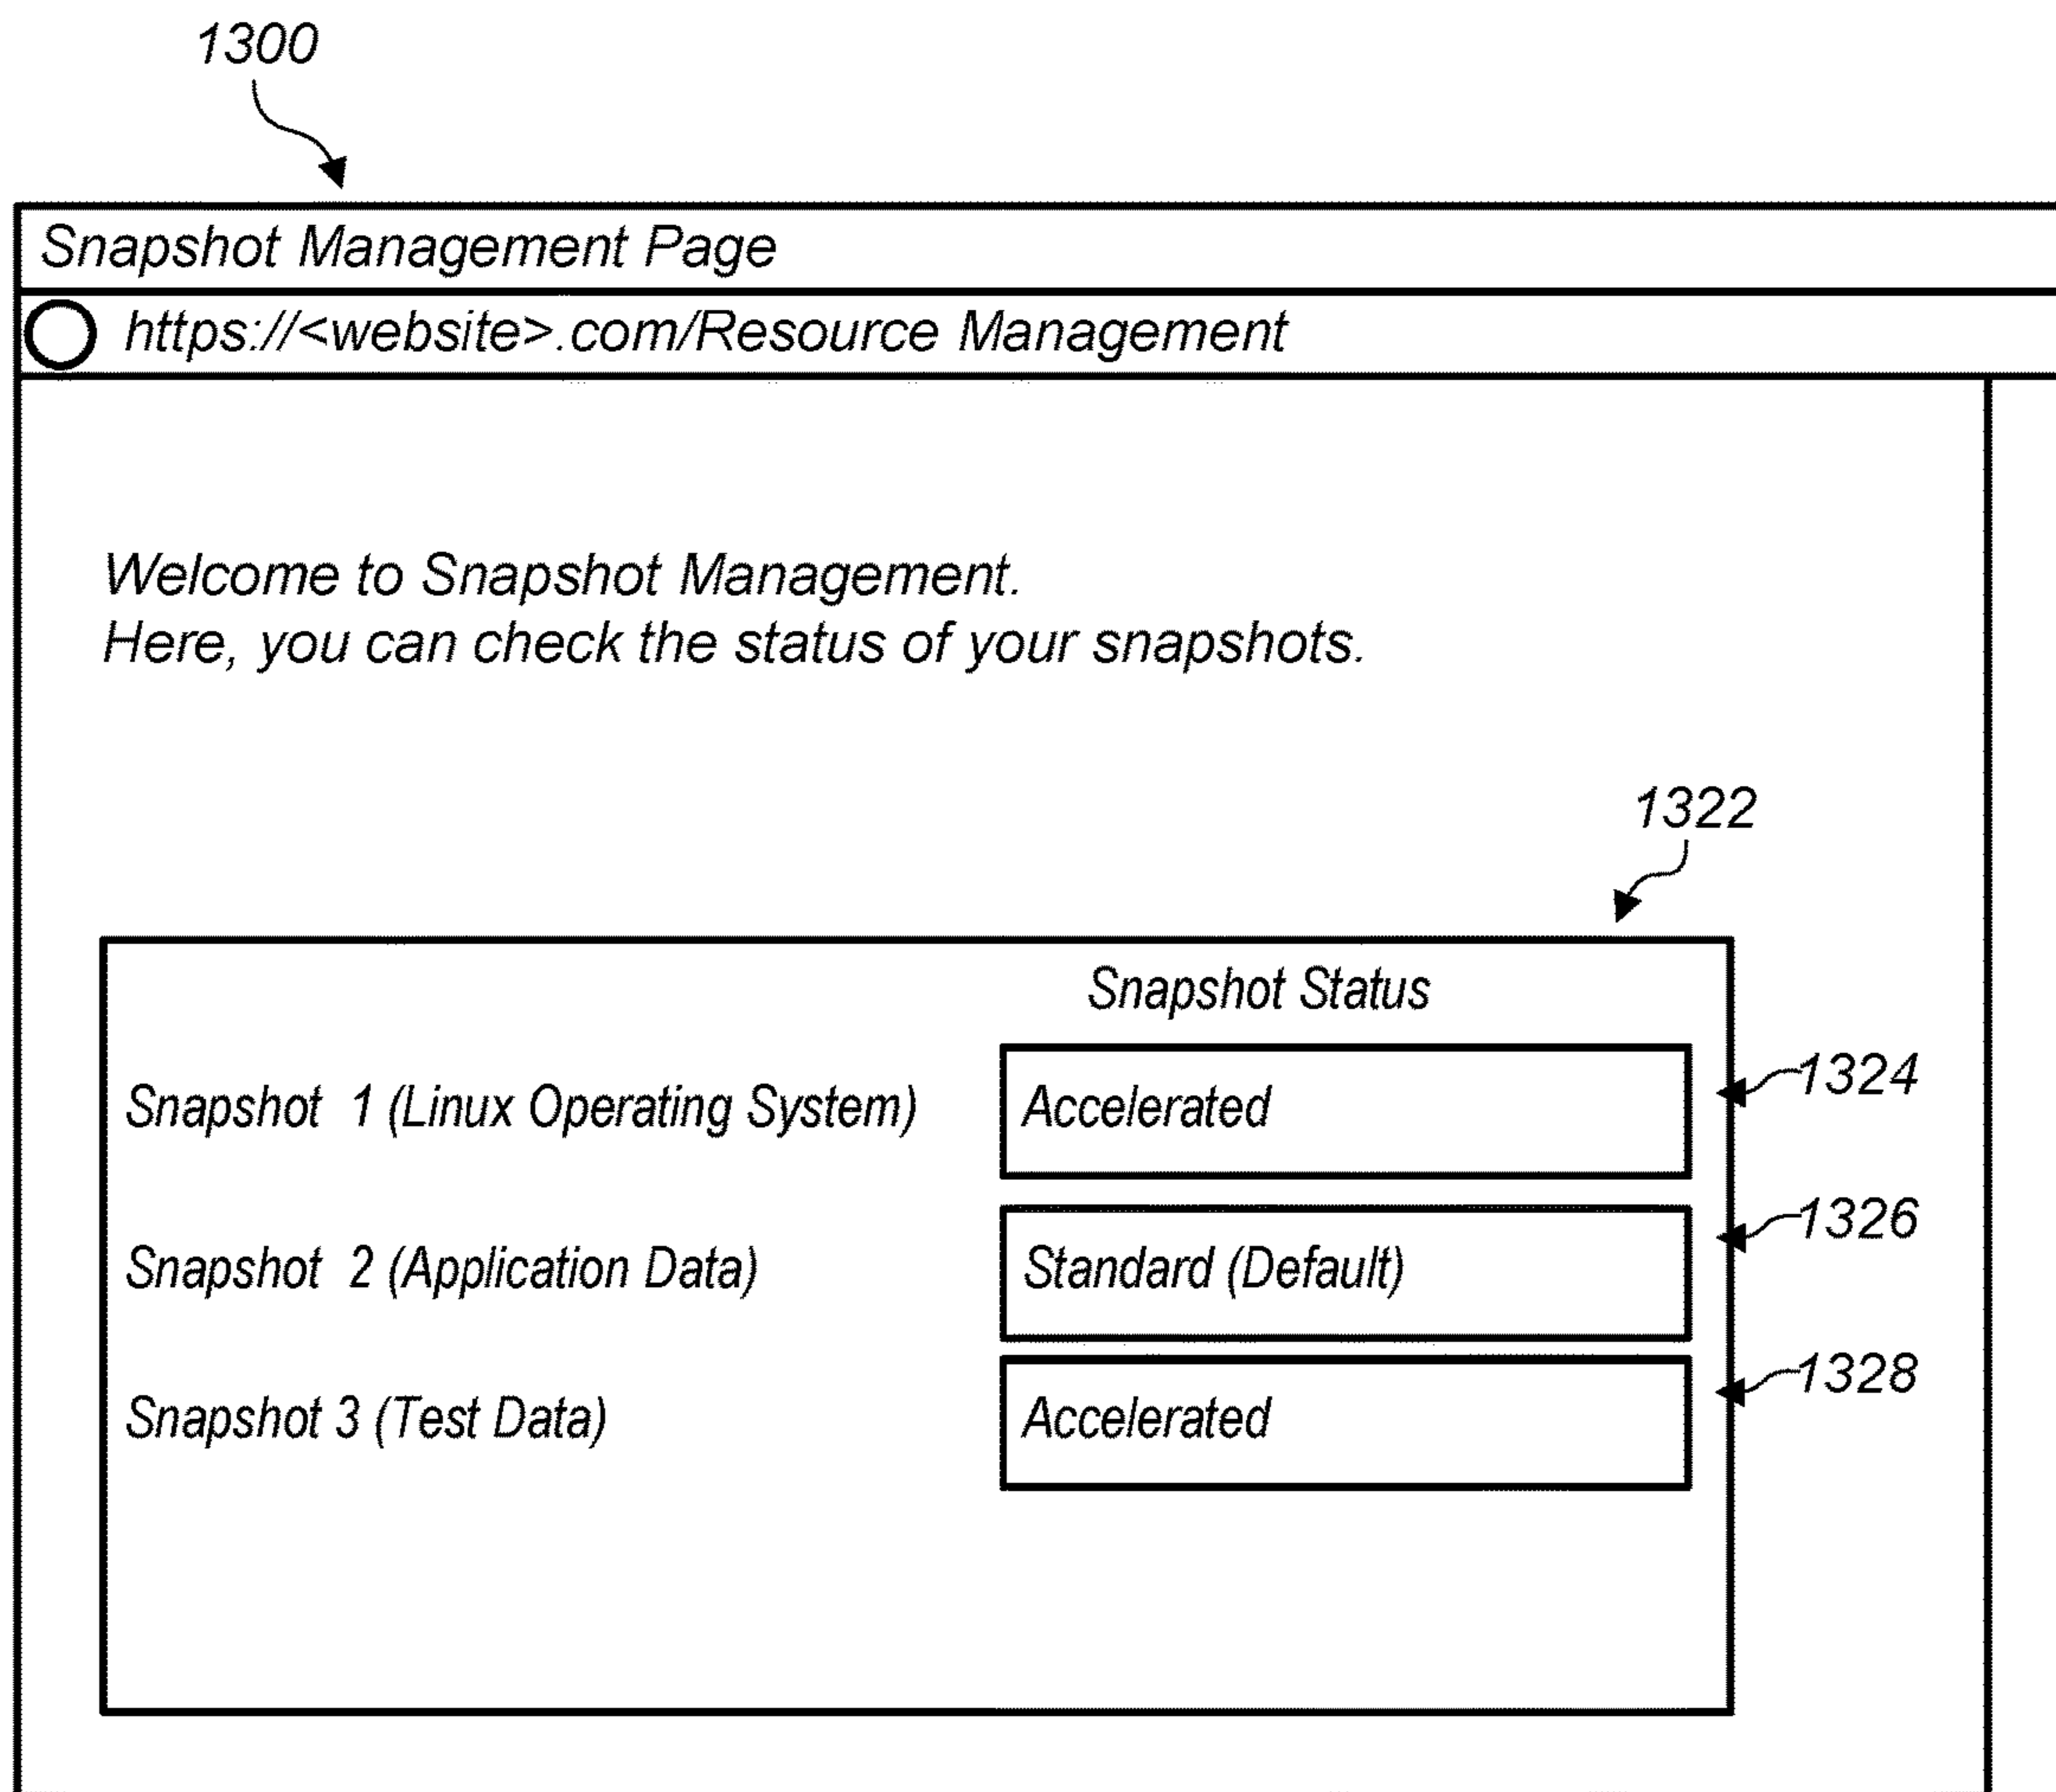 1300
Snapshot Management Page
https://<website>.com/Resource Management
Welcome to Snapshot Management.
Here, you can check the status of your snapshots.
1322
Snapshot Status
Snapshot 1 (Linux Operating System) Accelerated 1324
Snapshot 2 (Application Data) Standard (Default) 1326
Snapshot 3 (Test Data) Accelerated 1328